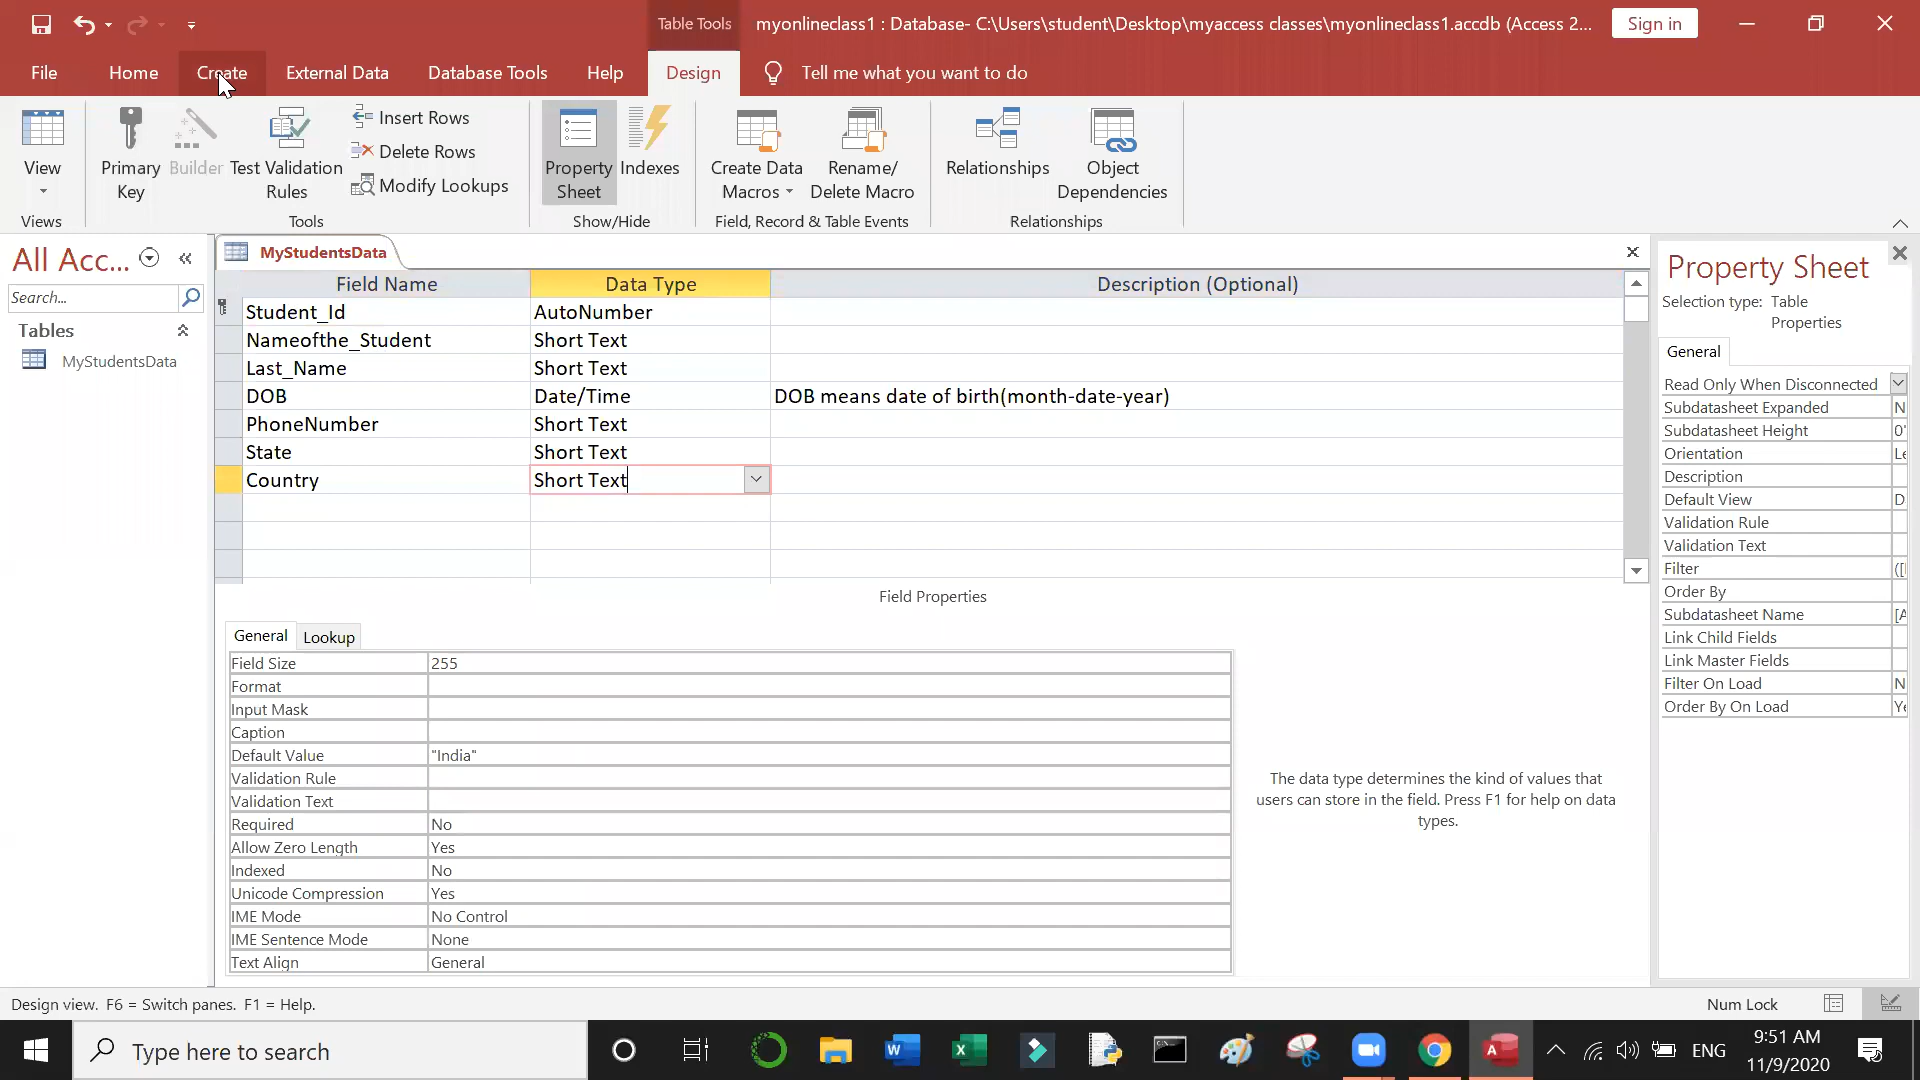 Table Tools
myonlineclass1 : Database- C:\Users\student\Desktop\myaccess classes\myonlineclass1.accdb (Access 2...
Sign in
File
Home
Create
External Data
Database Tools
Help
Design
Tell me what you want to do
View
Primary
Key
Builder
Test Validation
Rules
Insert Rows
Delete Rows
Modify Lookups
Property
Sheet
Indexes
Create Data
Macros
Rename/
Delete Macro
Relationships
Object
Dependencies
Views
Tools
Show/Hide
Field, Record & Table Events
Relationships
All Acc...
Search...
Tables
MyStudentsData
MyStudentsData
Field Name Data Type Description (Optional)
Student_Id AutoNumber
Nameofthe_Student Short Text
Last_Name Short Text
DOB Date/Time DOB means date of birth(month-date-year)
PhoneNumber Short Text
State Short Text
Country Short Text
Field Properties
General Lookup
Field Size 255
Format
Input Mask
Caption
Default Value "India"
Validation Rule
Validation Text
Required No
Allow Zero Length Yes
Indexed No
Unicode Compression Yes
IME Mode No Control
IME Sentence Mode None
Text Align General
The data type determines the kind of values that
users can store in the field. Press F1 for help on data
types.
Property Sheet
Selection type: Table
Properties
General
Read Only When Disconnected
Subdatasheet Expanded N
Subdatasheet Height 0"
Orientation Le
Description
Default View D
Validation Rule
Validation Text
Filter ([
Order By
Subdatasheet Name [A
Link Child Fields
Link Master Fields
Filter On Load N
Order By On Load Ye
Design view. F6 = Switch panes. F1 = Help.
Num Lock
Type here to search
ENG
9:51 AM
11/9/2020